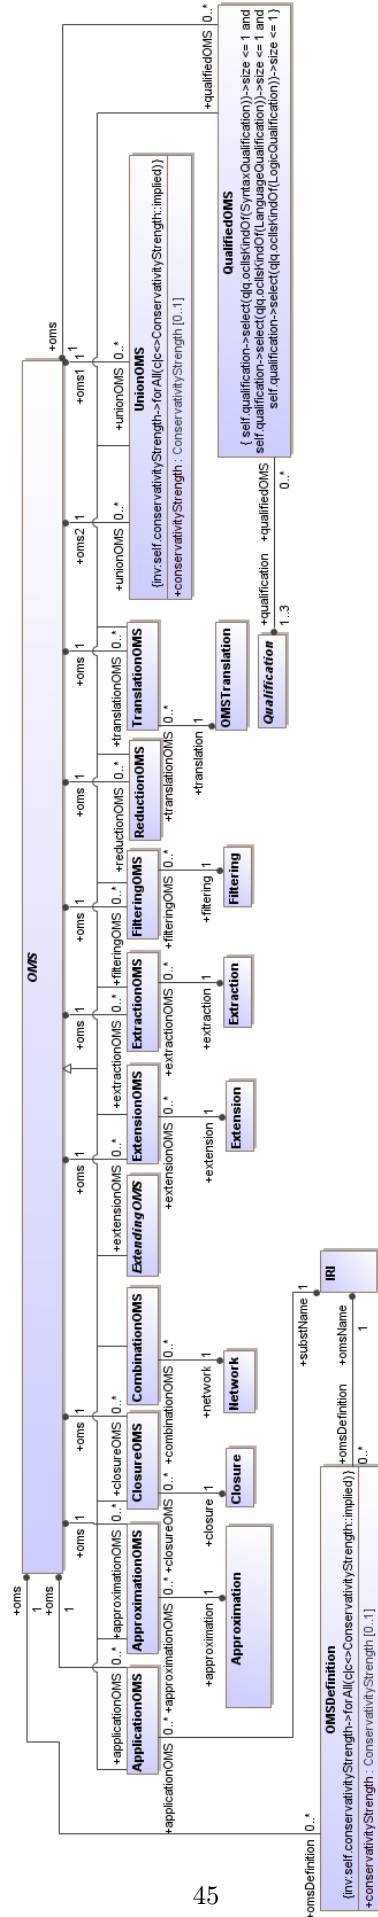 OMS
+oms
1
+oms
1
+oms 1
+oms 1
+oms 1
+oms 1
+oms 1
+oms 1
+oms 1
+oms2 1
+oms1 1
+oms
1
+applicationOMS 0..*
+approximationOMS 0..*
+closureOMS 0..*
+extensionOMS 0..*
+extractionOMS 0..*
+filteringOMS 0..*
+reductionOMS 0..*
+translationOMS 0..*
+unionOMS 0..*
+unionOMS 0..*
+qualifiedOMS 0..*
ApplicationOMS
ApproximationOMS
ClosureOMS
CombinationOMS
ExtendingOMS
ExtensionOMS
ExtractionOMS
FilteringOMS
ReductionOMS
TranslationOMS
UnionOMS
{inv:self.conservativityStrength->forAll(c|c<>ConservativityStrength::implied)}
+conservativityStrength : ConservativityStrength [0..1]
+applicationOMS 0..*
+approximationOMS 0..*
+closureOMS 0..*
+combinationOMS 0..*
+extensionOMS 0..*
+extractionOMS 0..*
+filteringOMS 0..*
+translationOMS 0..*
+approximation 1
+closure 1
+network 1
+extension 1
+extraction 1
+filtering 1
+translation 1
Approximation
Closure
Network
Extension
Extraction
Filtering
OMSTranslation
QualifiedOMS
{ self.qualification->select(q|q.oclIsKindOf(SyntaxQualification))->size <= 1 and
self.qualification->select(q|q.oclIsKindOf(LanguageQualification))->size <= 1 and
self.qualification->select(q|q.oclIsKindOf(LogicQualification))->size <= 1}
+qualification
1..3
+qualifiedOMS
0..*
Qualification
+omsDefinition 0..*
OMSDefinition
{inv:self.conservativityStrength->forAll(c|c<>ConservativityStrength::implied)}
+conservativityStrength : ConservativityStrength [0..1]
+substName 1
+omsDefinition
0..*
+omsName
1
IRI
45